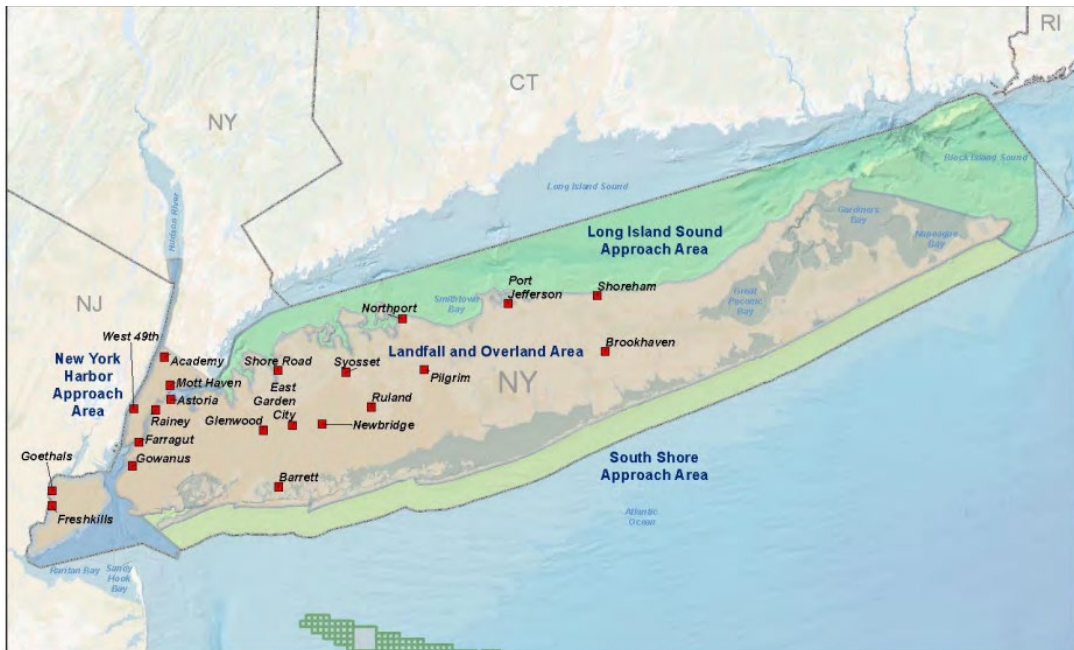 RI
CT
NY
Block Island Sound
Long Island Sound
Hudson River
Gardiners
Bay
Napeague
Bay
Long Island Sound
Approach Area
NJ
Smithtown
Bay
Port
Jefferson
Shoreham
Great
Peconic
Bay
Northport
West 49th
New York
Harbor
Approach
Area
Academy
Shore Road
Syosset
Landfall and Overland Area
Brookhaven
Mott Haven
Astoria
East
Garden
City
Pilgrim
NY
Rainey
Glenwood
Ruland
Newbridge
Farragut
Gowanus
Goethals
Barrett
South Shore
Approach Area
Freshkills
Atlantic
Ocean
Raritan Bay
Sandy
Hook
Bay